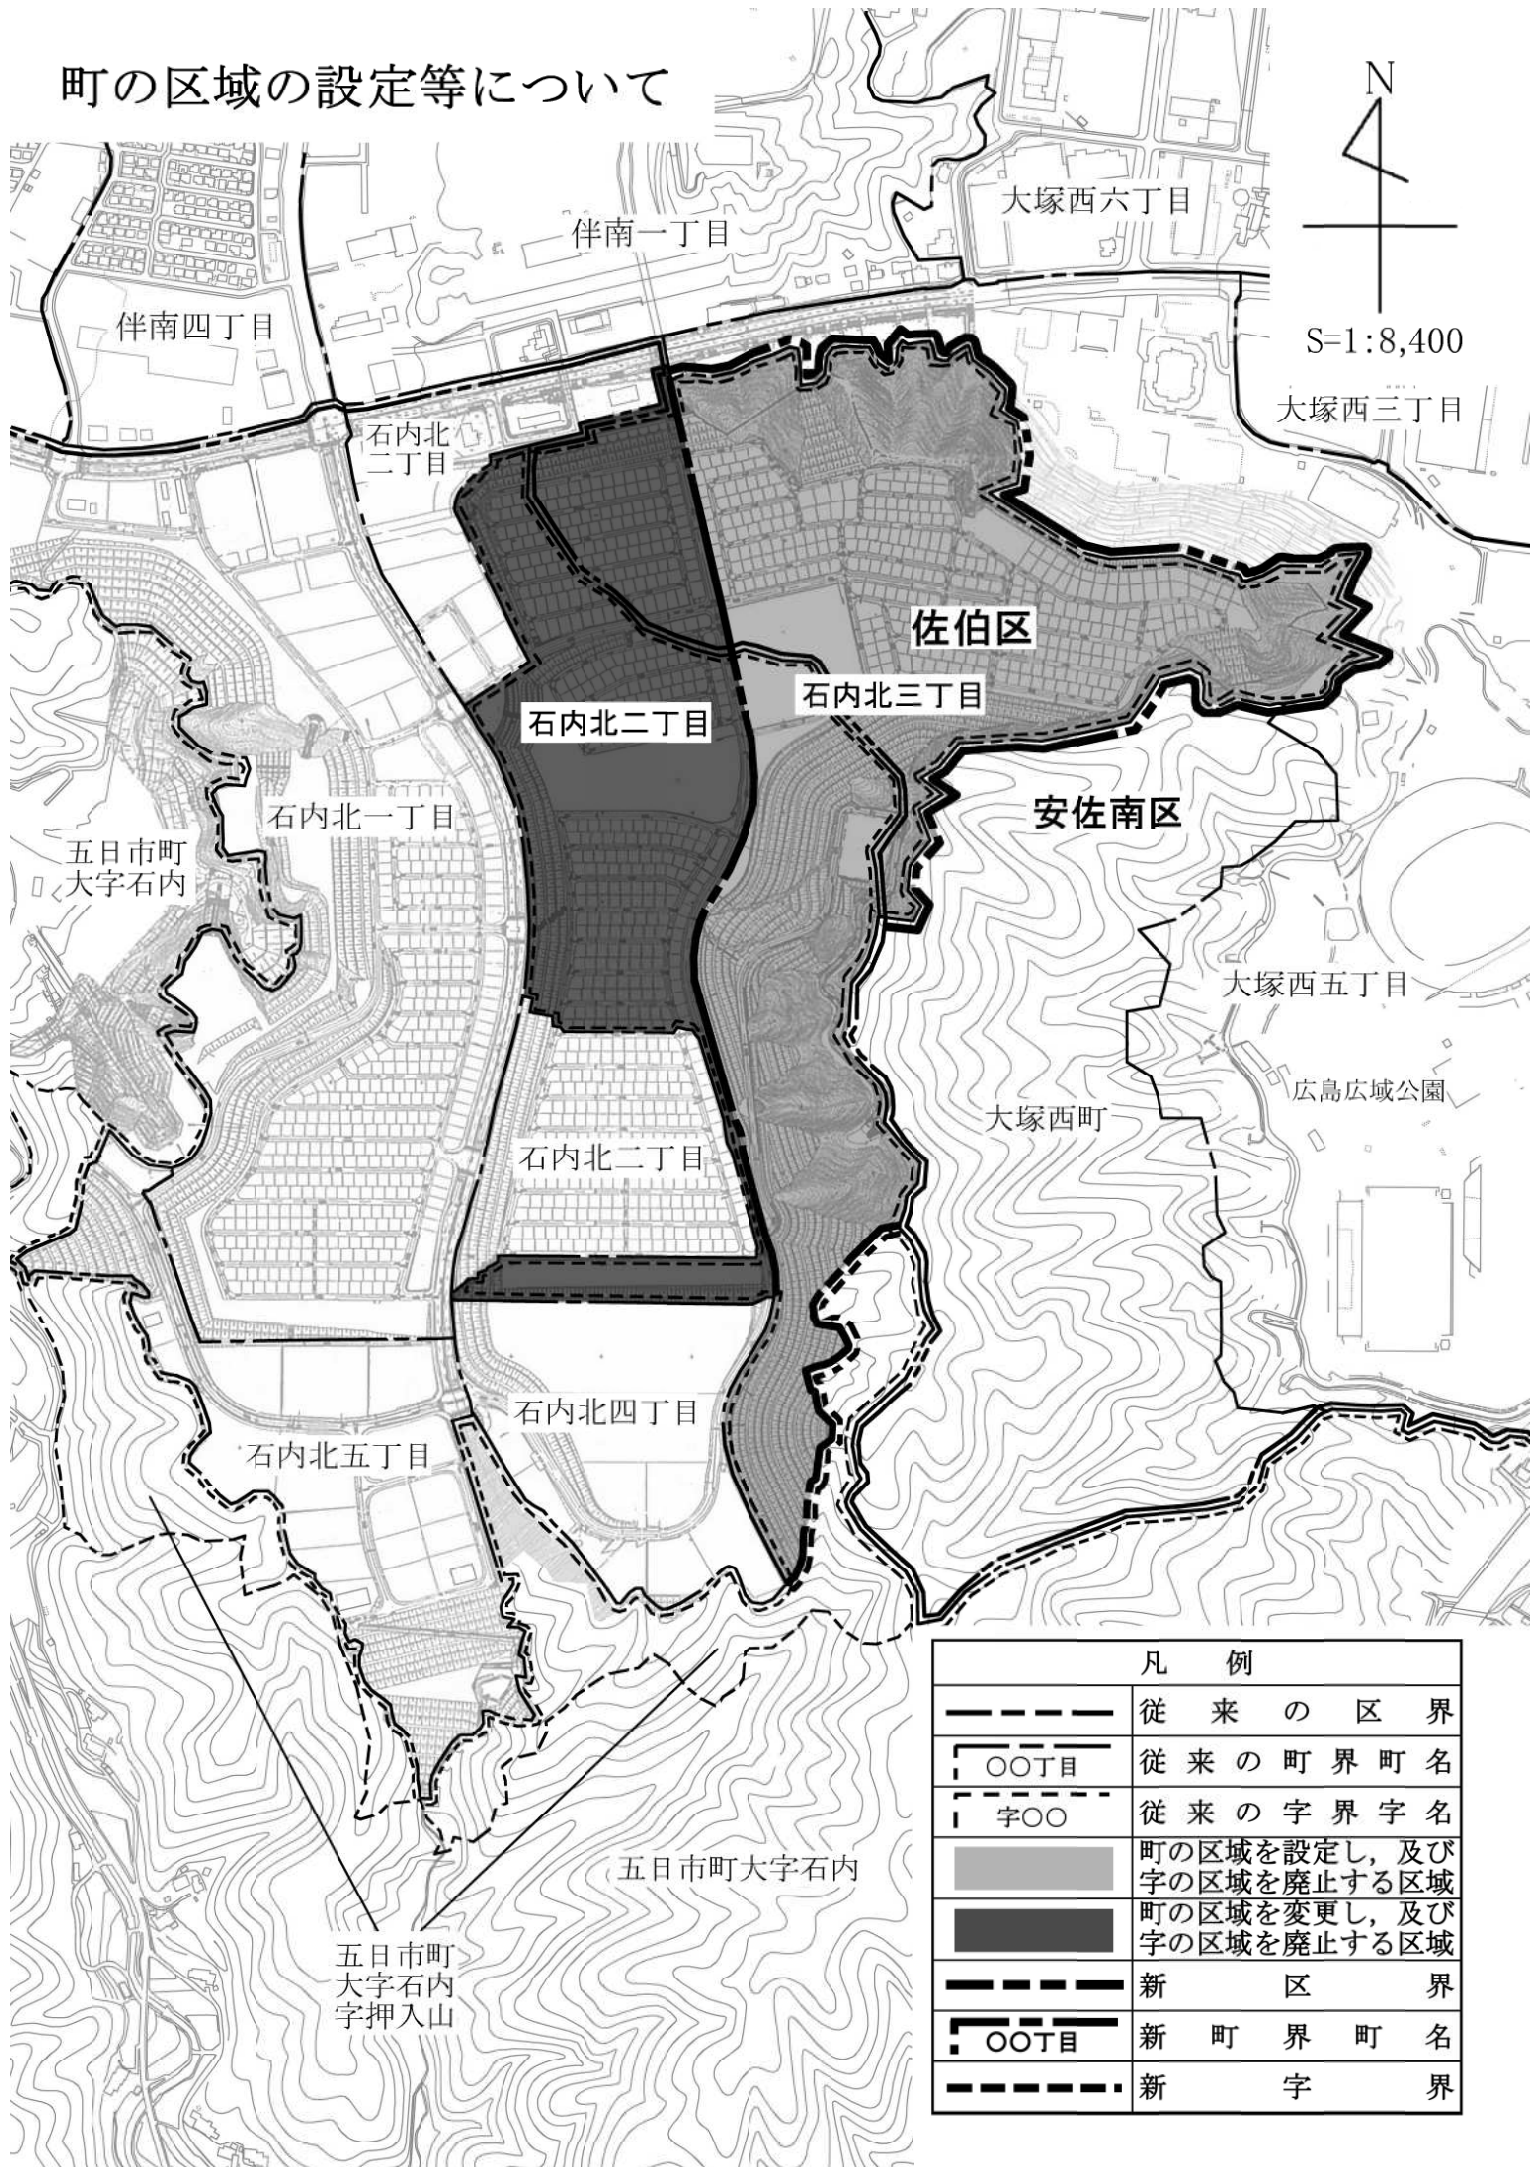 町の区域の設定等について
N
S=1:8,400
大塚西六丁目
伴南一丁目
伴南四丁目
大塚西三丁目
石内北
二丁目
佐伯区
石内北三丁目
石内北二丁目
安佐南区
石内北一丁目
五日市町
大字石内
大塚西五丁目
広島広域公園
大塚西町
石内北二丁目
石内北四丁目
石内北五丁目
五日市町大字石内
五日市町
大字石内
字押入山
凡例
従来の区界
○○丁目 従来の町界町名
字○○ 従来の字界字名
町の区域を設定し，及び
字の区域を廃止する区域
町の区域を変更し，及び
字の区域を廃止する区域
新区界
○○丁目 新町界町名
新字界